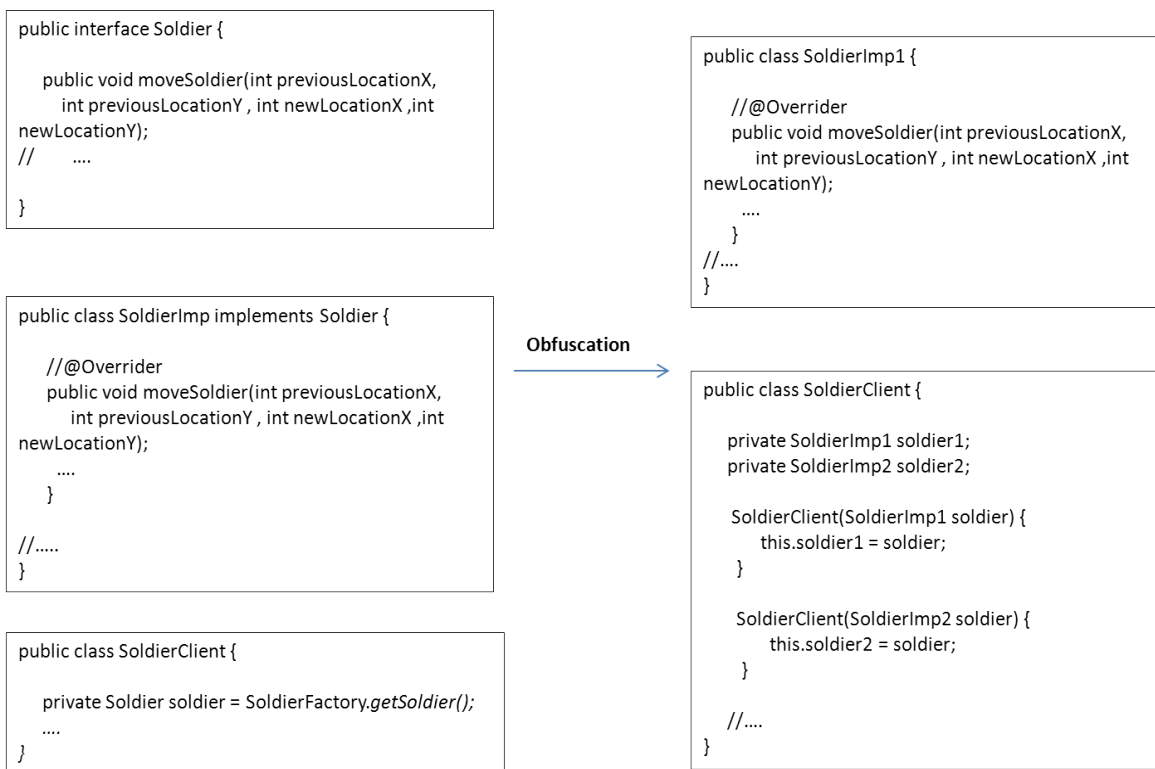 public interface Soldier {
public void moveSoldier(int previousLocationX,
int previousLocationY , int newLocationX ,int
newLocationY);
// ....
}
public class SoldierImp implements Soldier {
//@Overrider
public void moveSoldier(int previousLocationX,
int previousLocationY , int newLocationX ,int
newLocationY);
....
}
//.....
}
public class SoldierClient {
private Soldier soldier = SoldierFactory.getSoldier();
....
}
Obfuscation
public class SoldierImp1 {
//@Overrider
public void moveSoldier(int previousLocationX,
int previousLocationY , int newLocationX ,int
newLocationY);
....
}
//....
}
public class SoldierClient {
private SoldierImp1 soldier1;
private SoldierImp2 soldier2;
SoldierClient(SoldierImp1 soldier) {
this.soldier1 = soldier;
}
SoldierClient(SoldierImp2 soldier) {
this.soldier2 = soldier;
}
//....
}